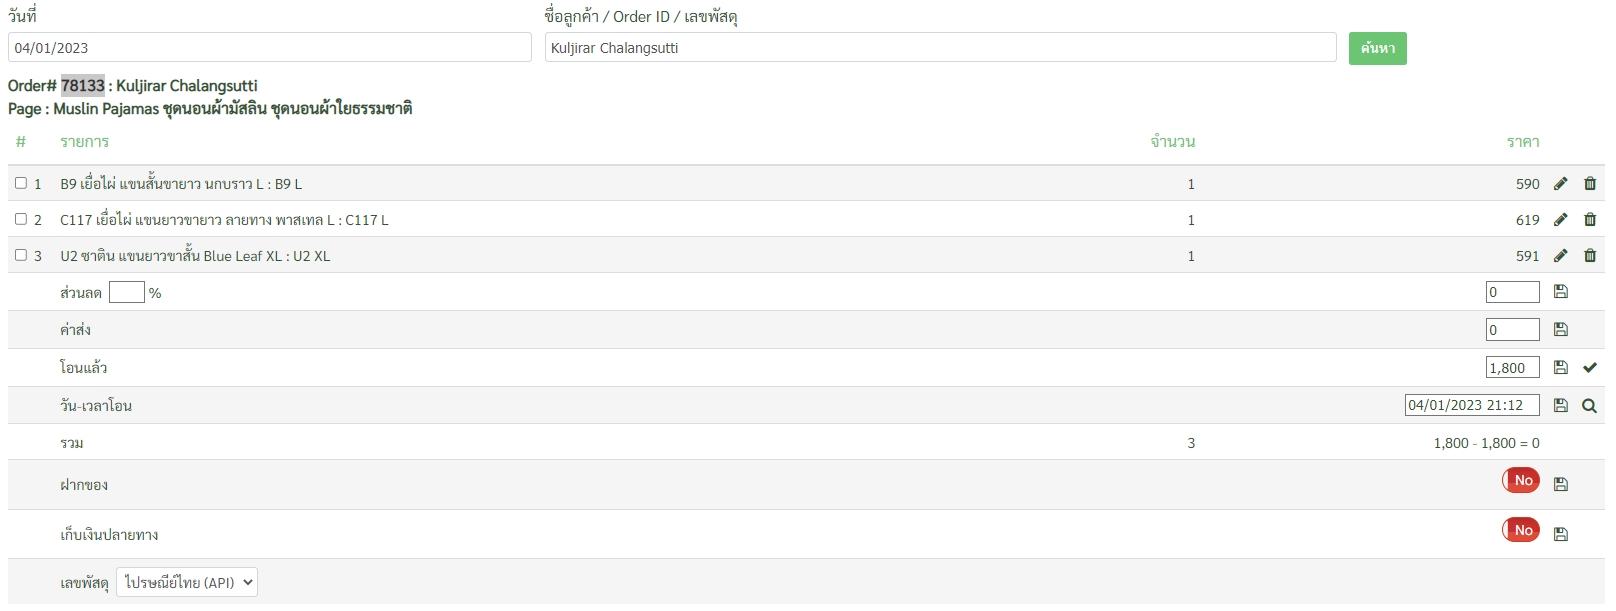 วันที่ ชื่อลูกค้า / Order ID / เลขพัสดุ
04/01/2023 Kuljirar Chalangsutti ค้นหา
Order# 78133 : Kuljirar Chalangsutti
Page : Muslin Pajamas ชุดนอนผ้ามัสลิน ชุดนอนผ้าใยธรรมชาติ
# รายการ จำนวน ราคา
1 B9 เยื่อไผ่ แขนสั้นขายาว นกบราว L : B9 L 1 590
2 C117 เยื่อไผ่ แขนยาวขายาว ลายทาง พาสเทล L : C117 L 1 619
3 U2 ซาติน แขนยาวขาสั้น Blue Leaf XL : U2 XL 1 591
ส่วนลด % 0
ค่าส่ง 0
โอนแล้ว 1,800
วัน-เวลาโอน 04/01/2023 21:12
รวม 3 1,800 - 1,800 = 0
ฝากของ No
เก็บเงินปลายทาง No
เลขพัสดุ ไปรษณีย์ไทย (API)